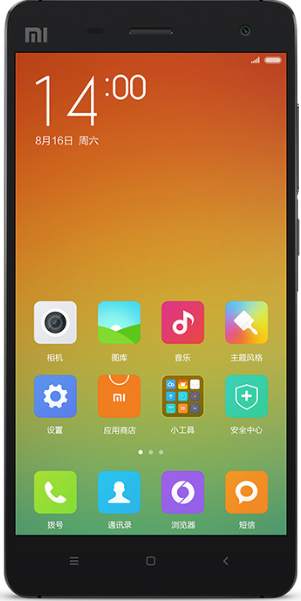 MI
14:00
8月16日 周六
相机
图库
音乐
主题风格
设置
MI
应用商店
小工具
安全中心
拨号
通讯录
浏览器
短信